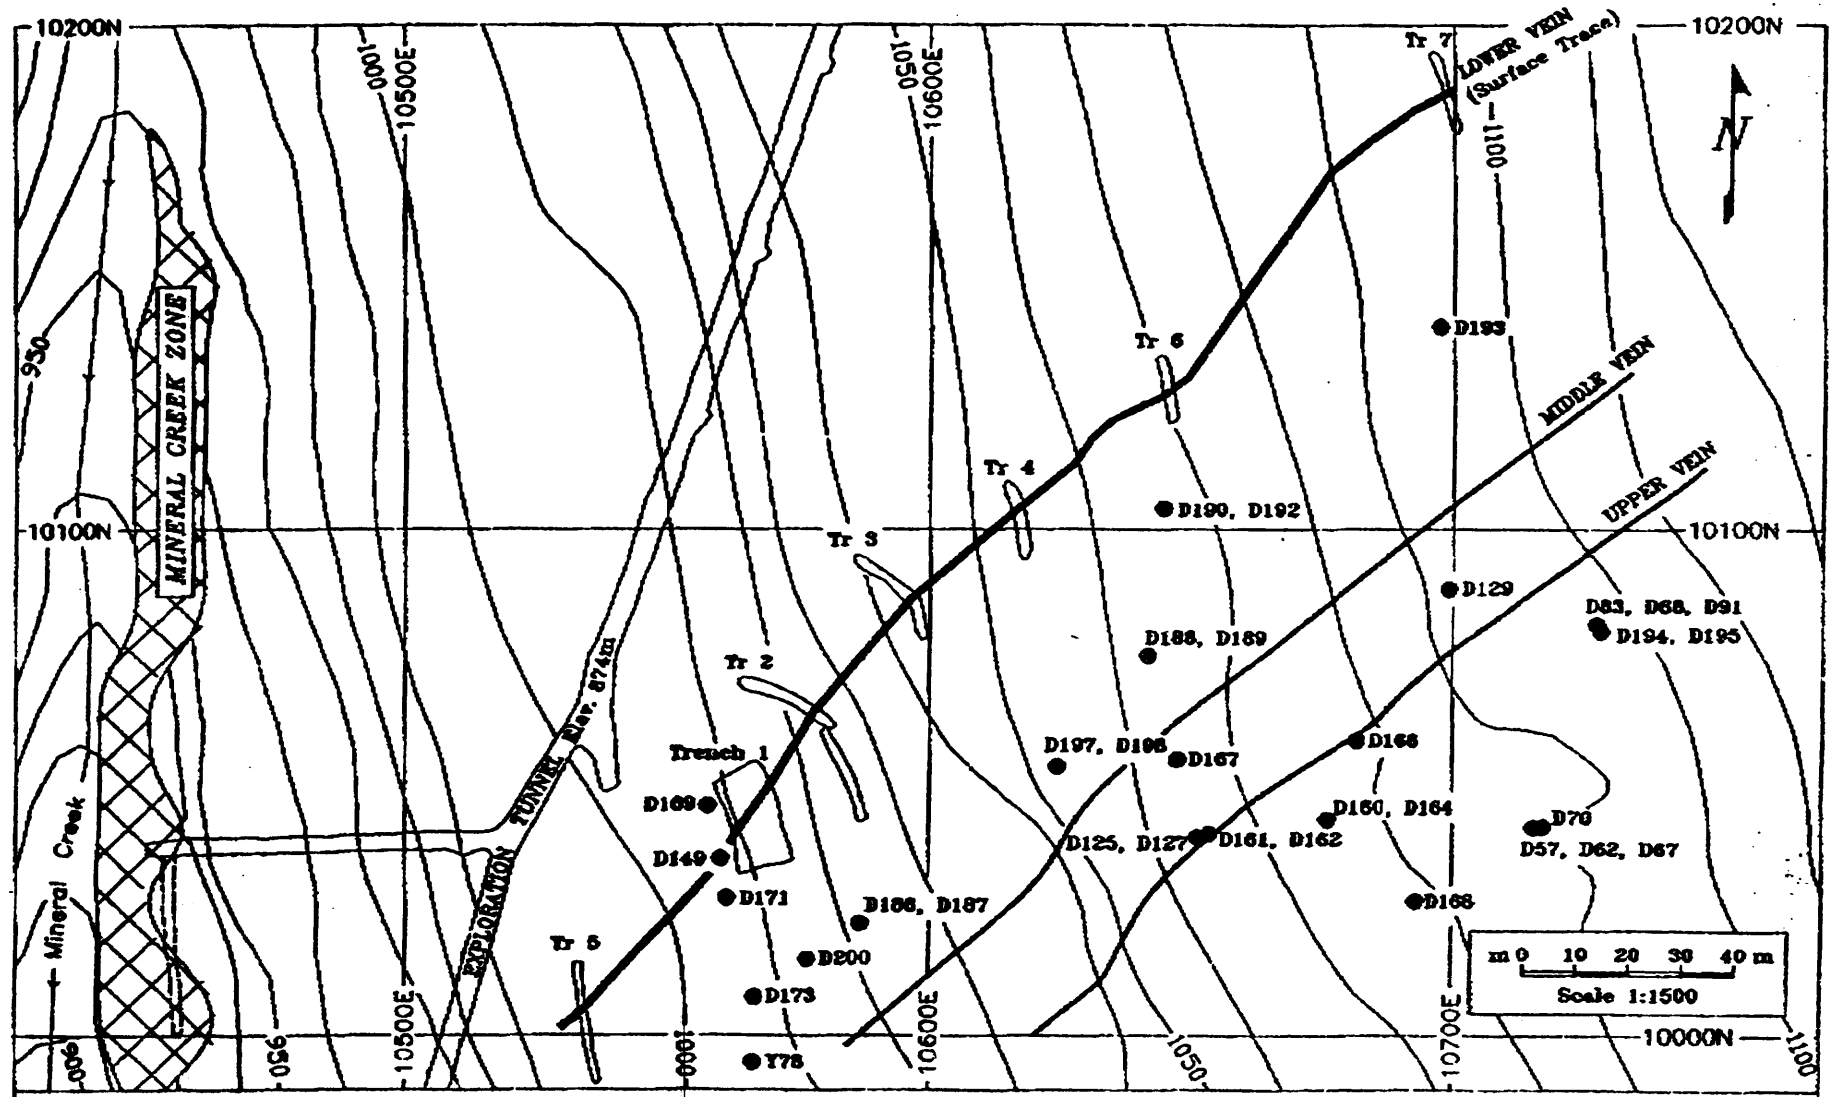 10200N
1000
10500E
1050
10600E
Tr 7
LOWER VEIN
(Surface Trace)
10200N
N
1100
950
MINERAL CREEK ZONE
D193
Tr 6
MIDDLE VEIN
Tr 4
UPPER VEIN
D190, D192
10100N
10100N
Tr 3
D129
D83, D68, D91
D194, D195
D188, D189
Tr 2
EXPLORATION TUNNEL Elev. 874m
Trench 1
D197, D198
D167
D166
D169
D160, D164
D70
D57, D62, D67
D125, D127
D161, D162
D149
D171
D186, D187
D168
Mineral Creek
Tr 5
D200
D173
m 0 10 20 30 40 m
Scale 1:1500
10500E
10600E
10700E
10000N
900
950
1000
1050
1100
Y78